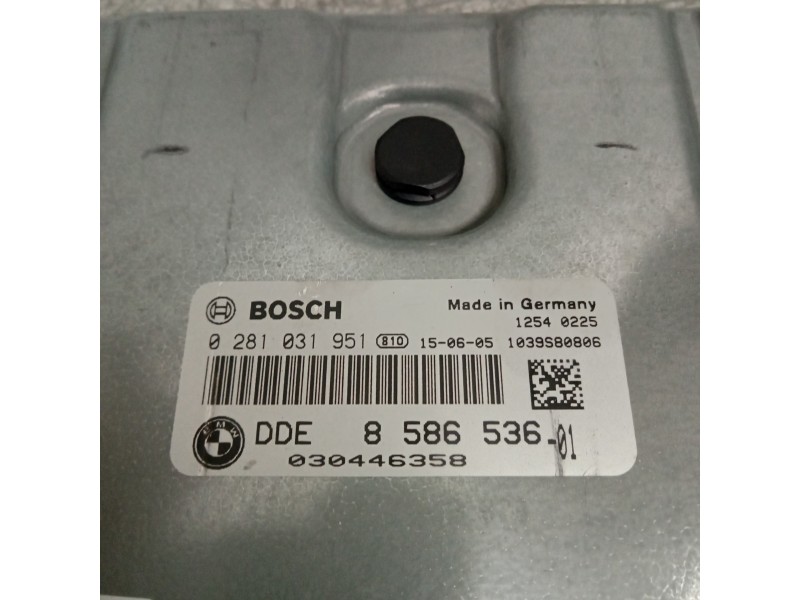 BOSCH Made in Germany
1254 0225
0 281 031 951 810 15-06-05 1039S80806
BMW DDE 8 586 536-01
030446358